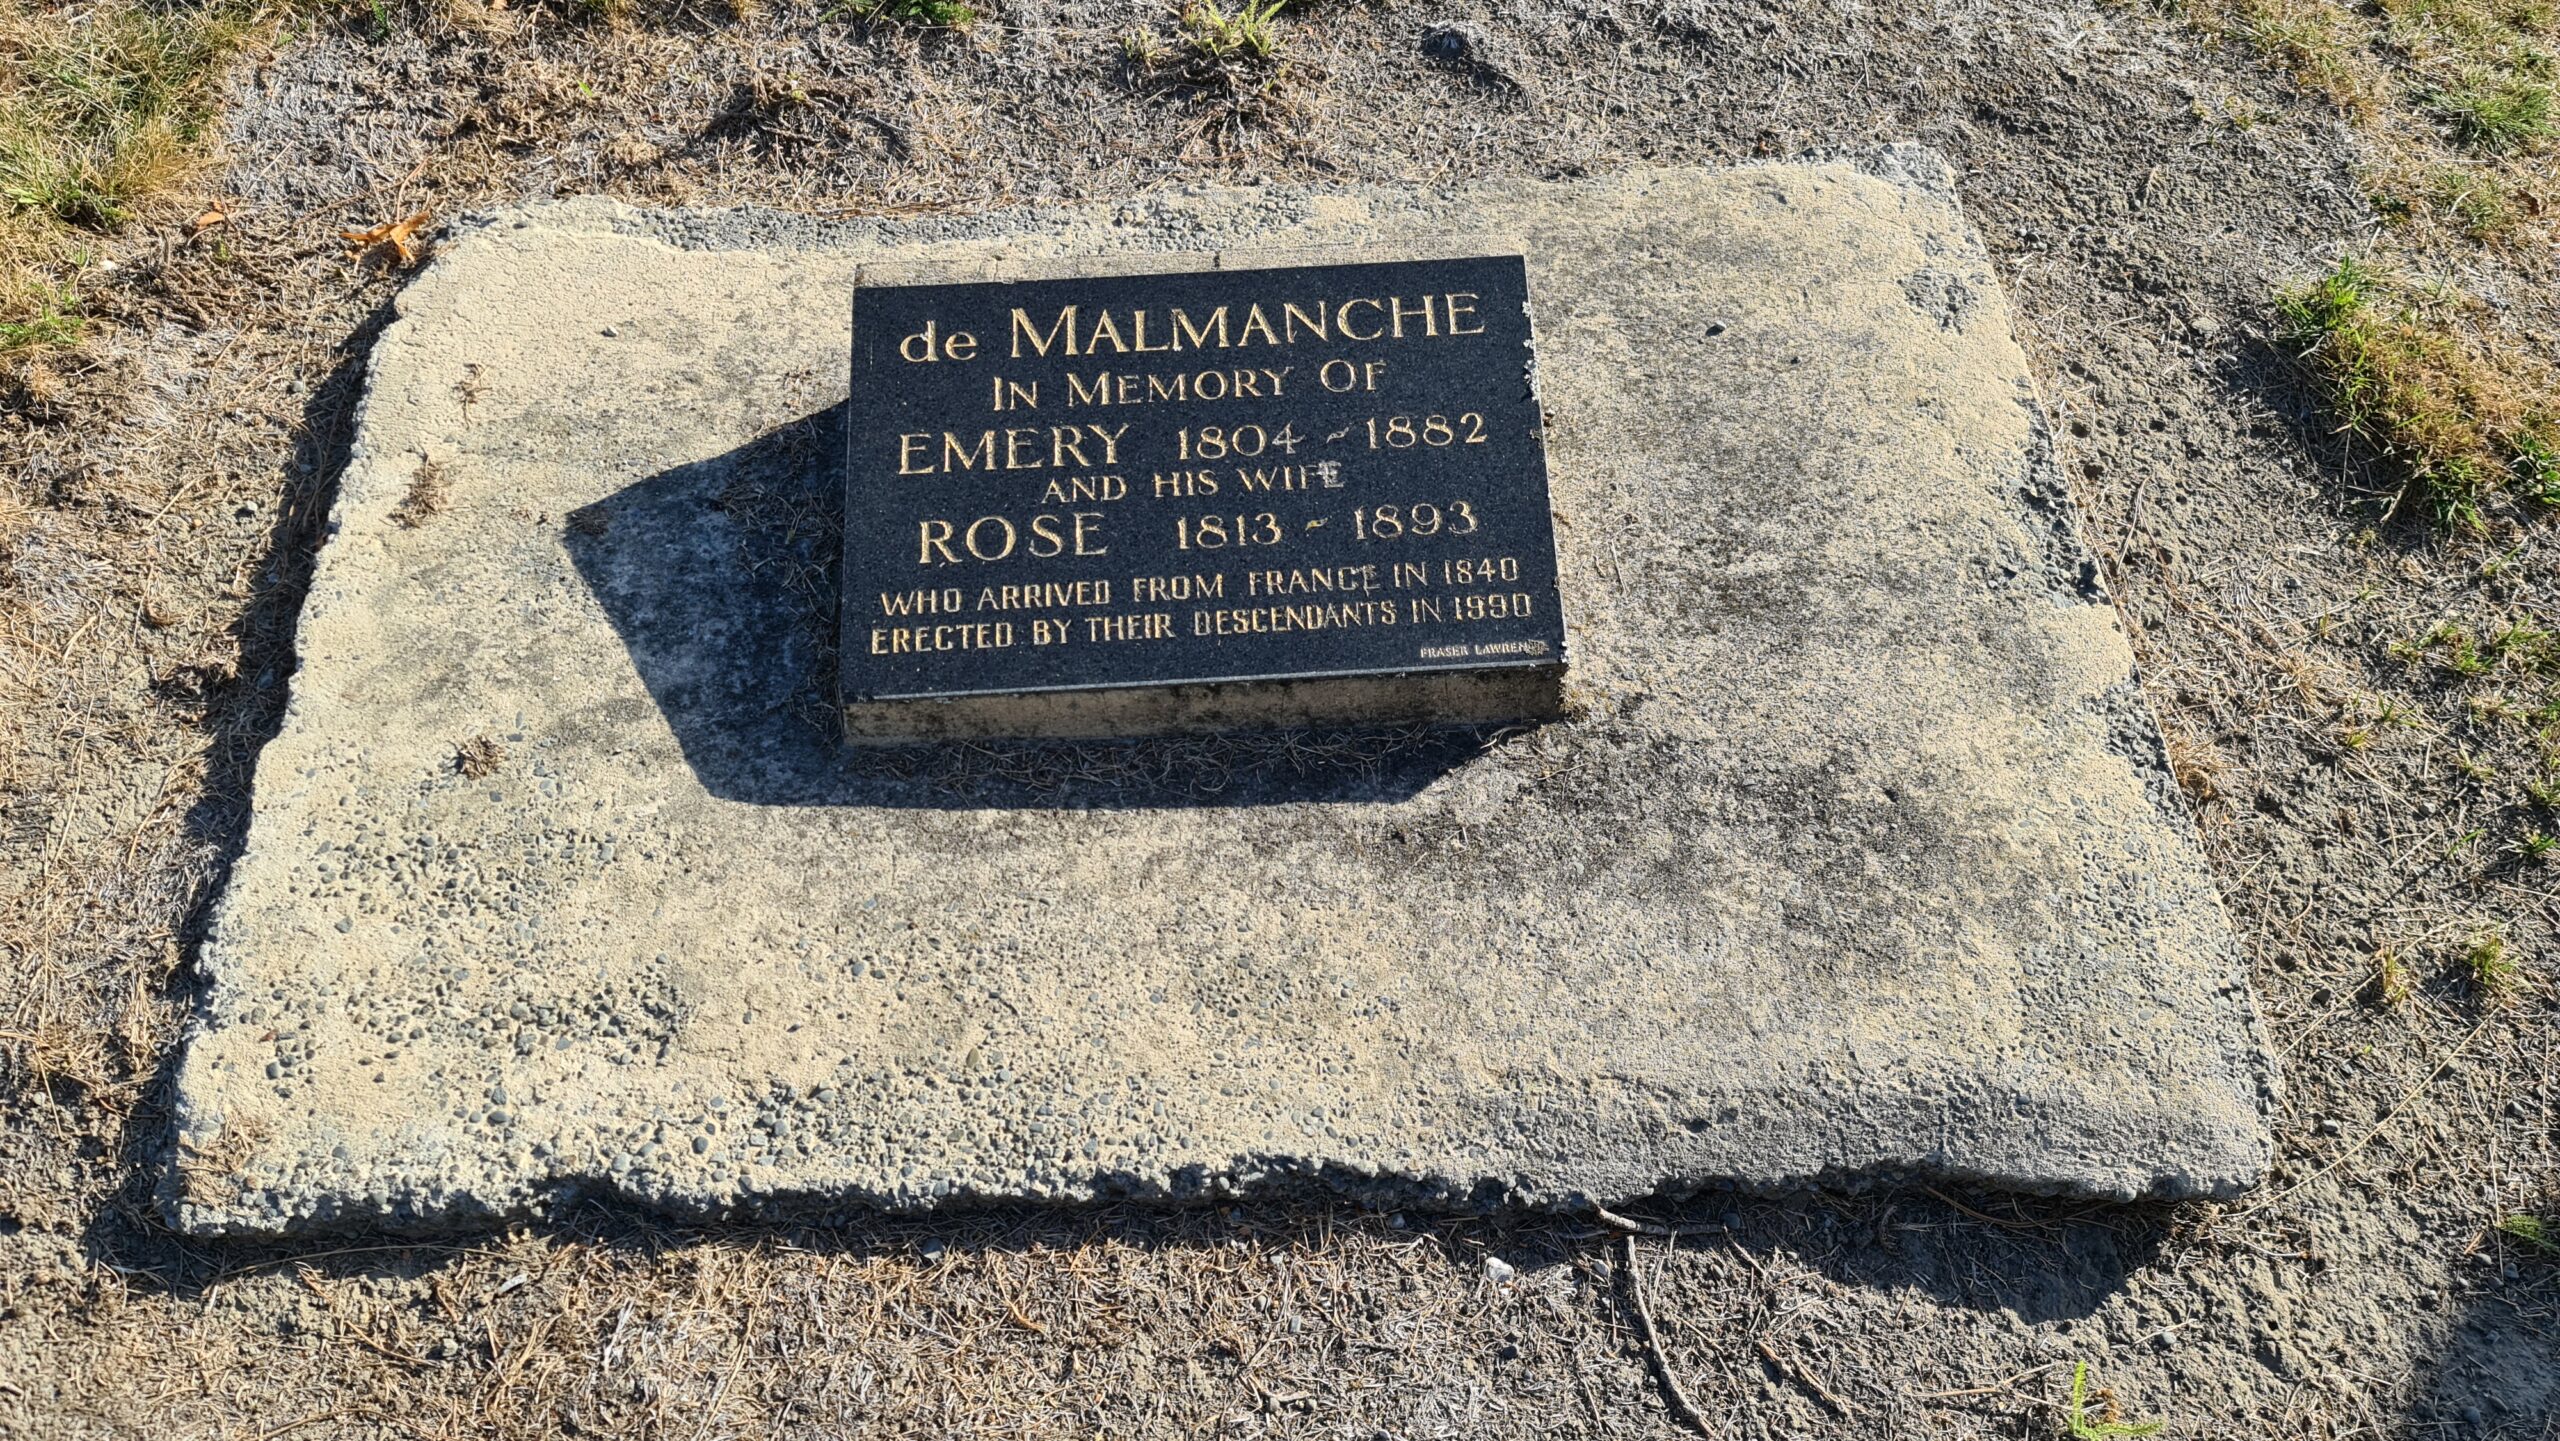 de MALMANCHE
IN MEMORY OF
EMERY 1804 ~ 1882
AND HIS WIFE
ROSE 1813 ~ 1893
WHO ARRIVED FROM FRANCE IN 1840
ERECTED BY THEIR DESCENDANTS IN 1990
FRASER